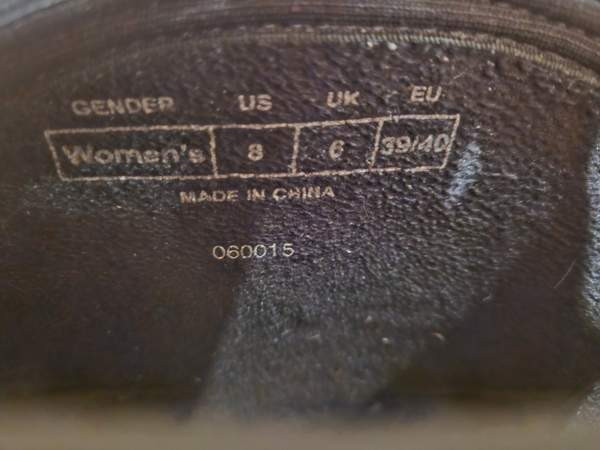 GENDER US UK EU
Women's 8 6 39/40
MADE IN CHINA
060015